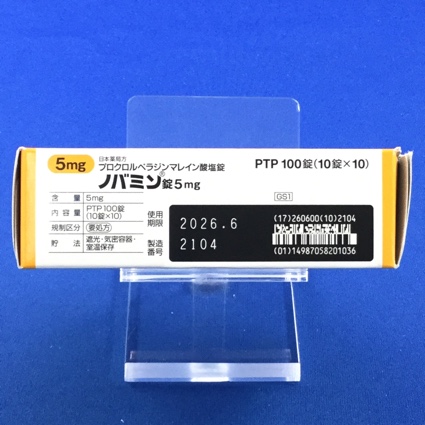 5mg
日本薬局方
プロクロルペラジンマレイン酸塩錠
ノバミン®錠5mg
PTP 100錠(10錠×10)
含 量 5mg
内 容 量 PTP 100錠
(10錠×10)
規制区分 要処方
貯 法 遮光・気密容器・
室温保存
使用
期限
2026.6
製造
番号
2104
GS1
(17)260600(10)2104
(01)14987058201036